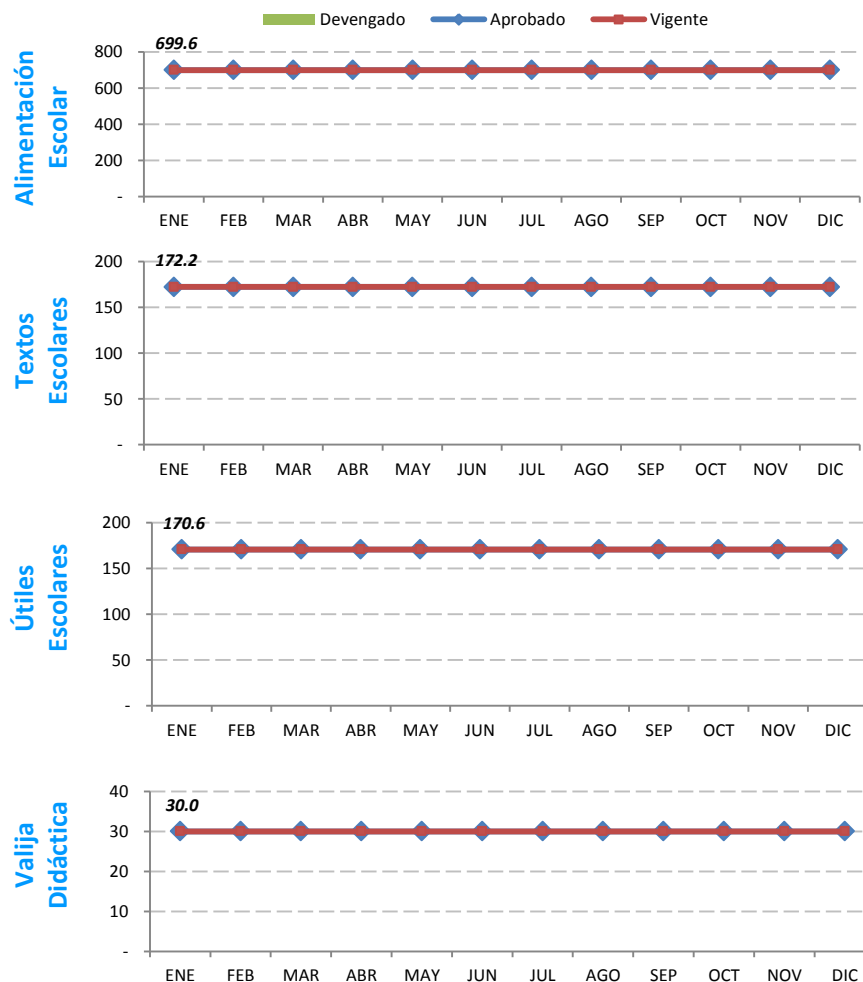 Devengado Aprobado Vigente
Alimentación
Escolar
699.6
800
600
400
200
-
ENE FEB MAR ABR MAY JUN JUL AGO SEP OCT NOV DIC
Textos
Escolares
172.2
200
150
100
50
-
ENE FEB MAR ABR MAY JUN JUL AGO SEP OCT NOV DIC
Útiles
Escolares
170.6
200
150
100
50
-
ENE FEB MAR ABR MAY JUN JUL AGO SEP OCT NOV DIC
Valija
Didáctica
30.0
40
30
20
10
-
ENE FEB MAR ABR MAY JUN JUL AGO SEP OCT NOV DIC